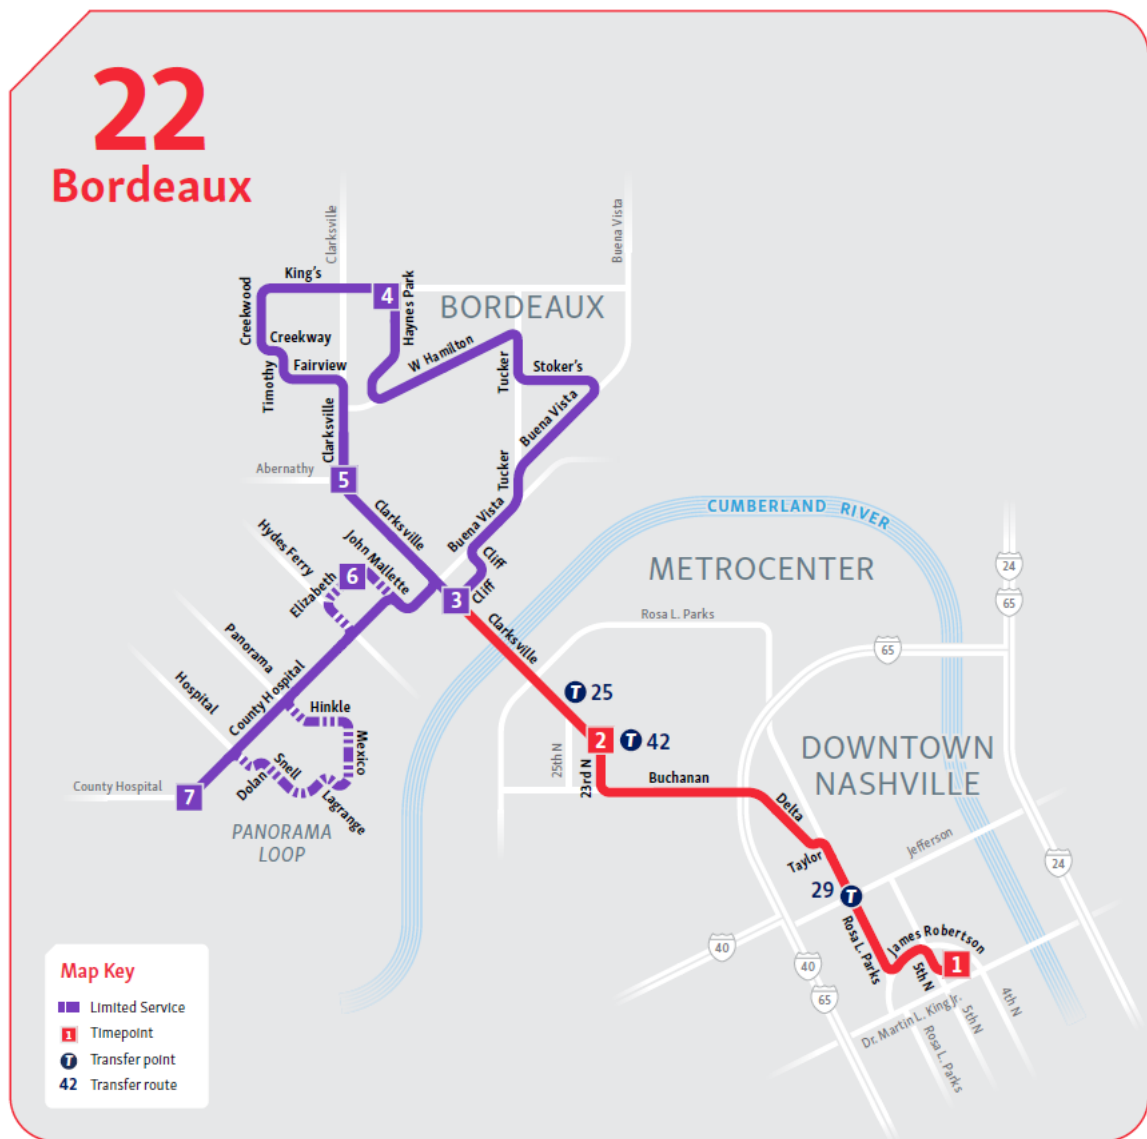 22
Bordeaux
Clarksville
Buena Vista
King's
4
Haynes Park
BORDEAUX
Creekwood
Creekway
W Hamilton
Timothy
Fairview
Tucker
Stoker's
Clarksville
Buena Vista
Abernathy
5
Tucker
Clarksville
Buena Vista
CUMBERLAND RIVER
Hydes Ferry
John Mallette
Cliff
METROCENTER
24
Elizabeth
6
Cliff
3
65
Clarksville
Rosa L. Parks
Panorama
65
Hospital
County Hospital
T 25
Hinkle
2
T 42
Mexico
25th N
23rd N
DOWNTOWN
NASHVILLE
County Hospital
7
Dolan
Snell
Buchanan
Lagrange
Delta
PANORAMA
LOOP
Taylor
Jefferson
24
29 T
Rosa L. Parks
James Robertson
40
5th N
1
40
65
Dr. Martin L. King Jr.
Rosa L. Parks
5th N
4th N
Map Key
Limited Service
1 Timepoint
T Transfer point
42 Transfer route